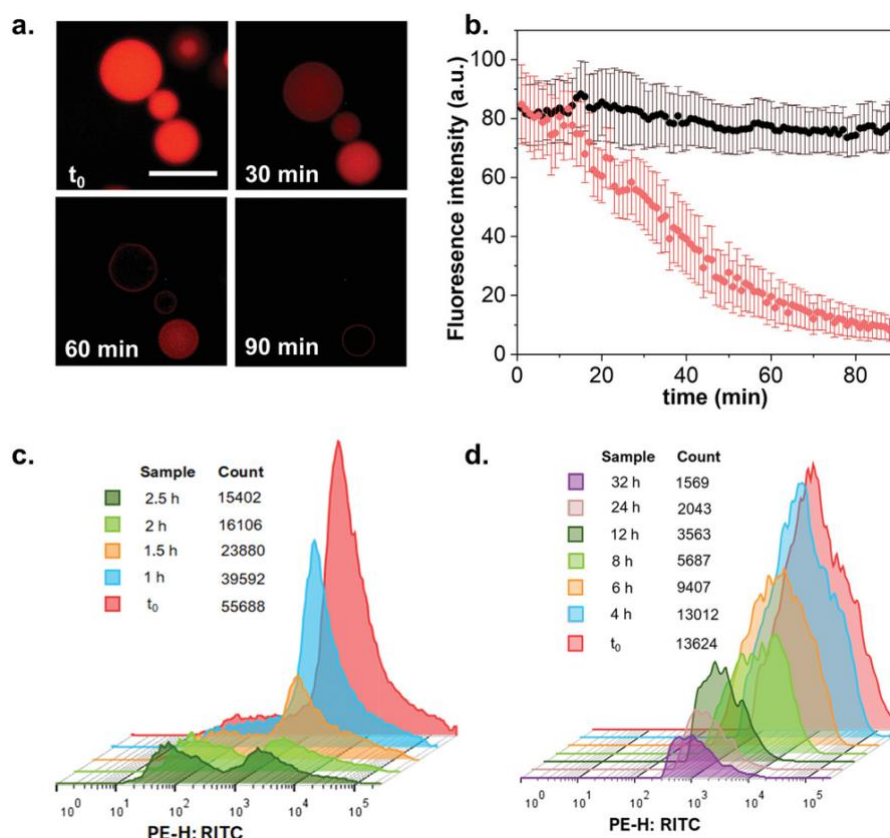 a.
t0
30 min
60 min
90 min
b.
Fluoresence intensity (a.u.)
100
80
60
40
20
0
0 20 40 60 80
time (min)
c.
Sample Count
2.5 h 15402
2 h 16106
1.5 h 23880
1 h 39592
t0 55688
10^0 10^1 10^2 10^3 10^4 10^5
PE-H: RITC
d.
Sample Count
32 h 1569
24 h 2043
12 h 3563
8 h 5687
6 h 9407
4 h 13012
t0 13624
10^0 10^1 10^2 10^3 10^4 10^5
PE-H: RITC